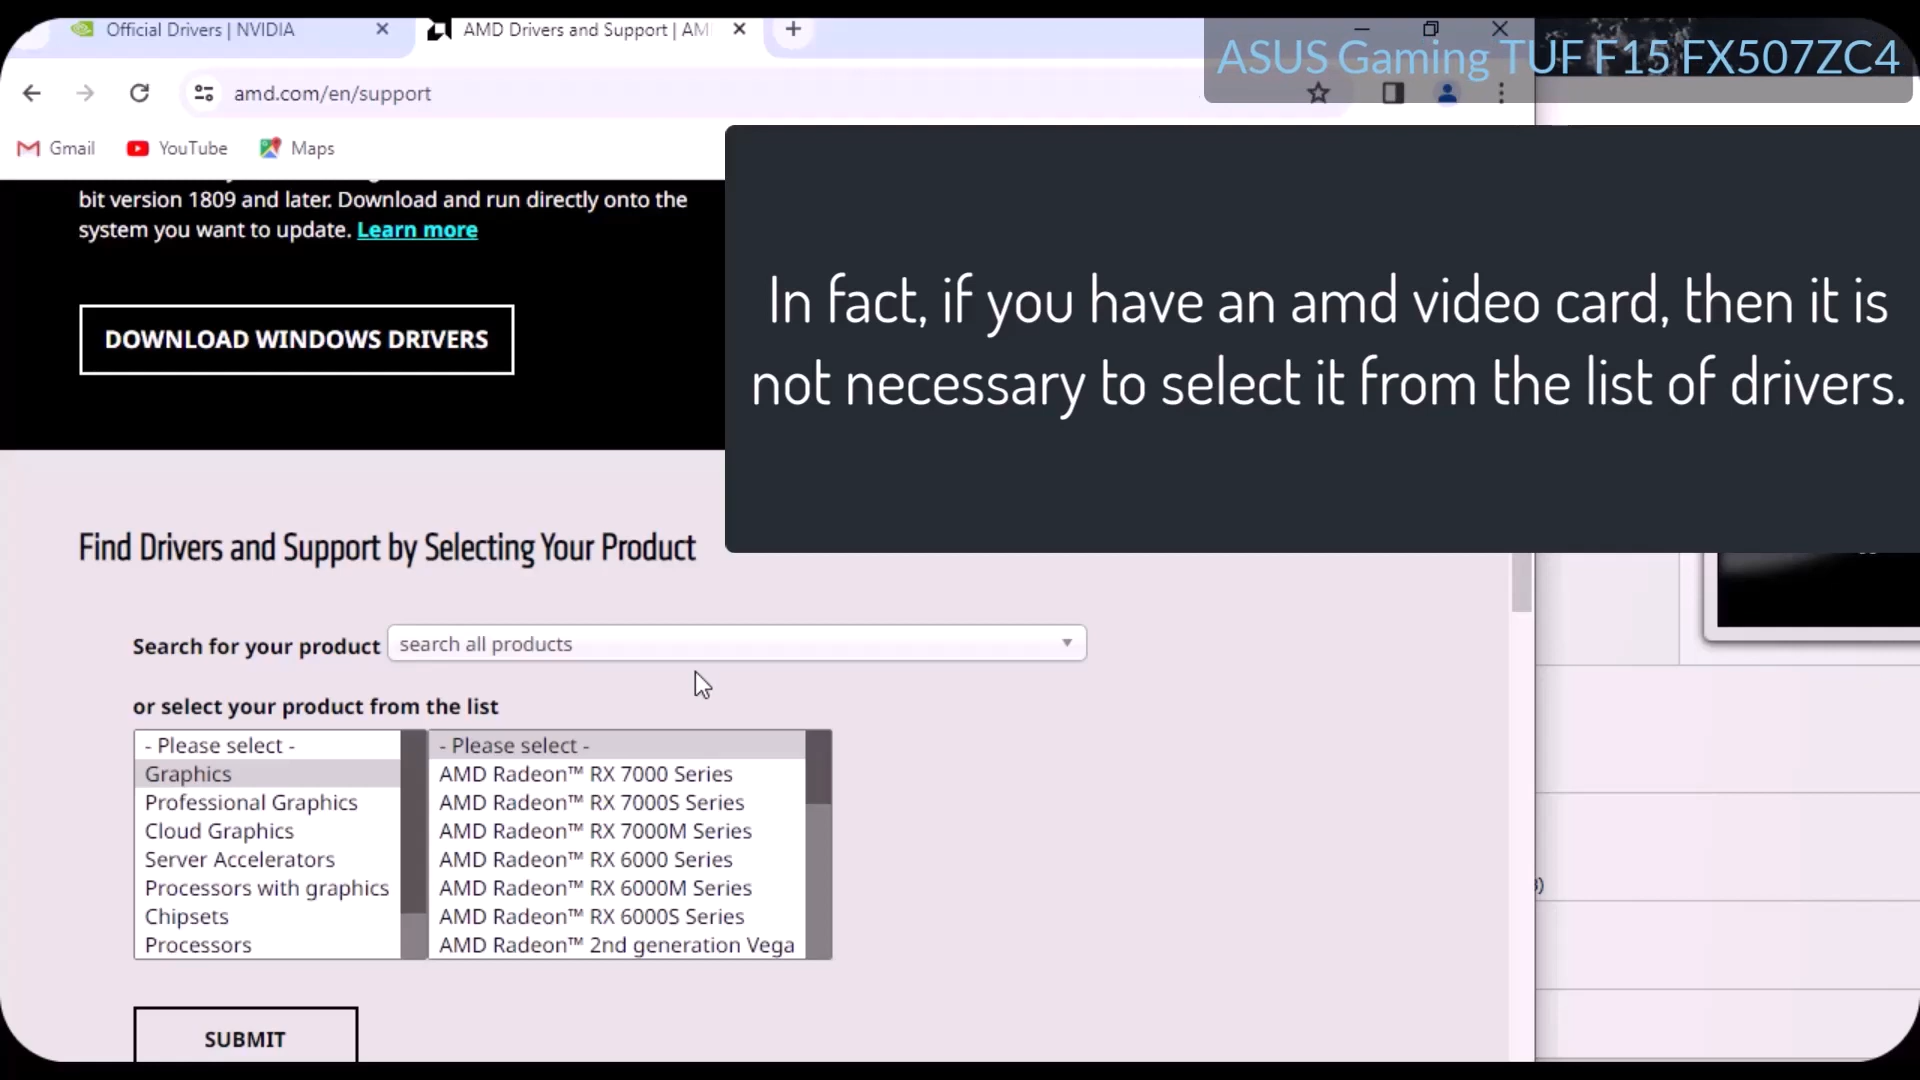 Official Drivers | NVIDIA
AMD Drivers and Support | AM
ASUS Gaming TUF F15 FX507ZC4
amd.com/en/support
Gmail
YouTube
Maps
bit version 1809 and later. Download and run directly onto the
system you want to update. Learn more
DOWNLOAD WINDOWS DRIVERS
In fact, if you have an amd video card, then it is
not necessary to select it from the list of drivers.
Find Drivers and Support by Selecting Your Product
Search for your product
search all products
or select your product from the list
- Please select -
Graphics
Professional Graphics
Cloud Graphics
Server Accelerators
Processors with graphics
Chipsets
Processors
- Please select -
AMD Radeon™ RX 7000 Series
AMD Radeon™ RX 7000S Series
AMD Radeon™ RX 7000M Series
AMD Radeon™ RX 6000 Series
AMD Radeon™ RX 6000M Series
AMD Radeon™ RX 6000S Series
AMD Radeon™ 2nd generation Vega
SUBMIT